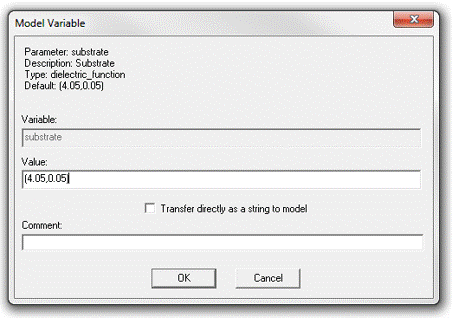 Model Variable
Parameter: substrate
Description: Substrate
Type: dielectric_function
Default: (4.05,0.05)
Variable:
substrate
Value:
(4.05,0.05)
Transfer directly as a string to model
Comment:
OK Cancel